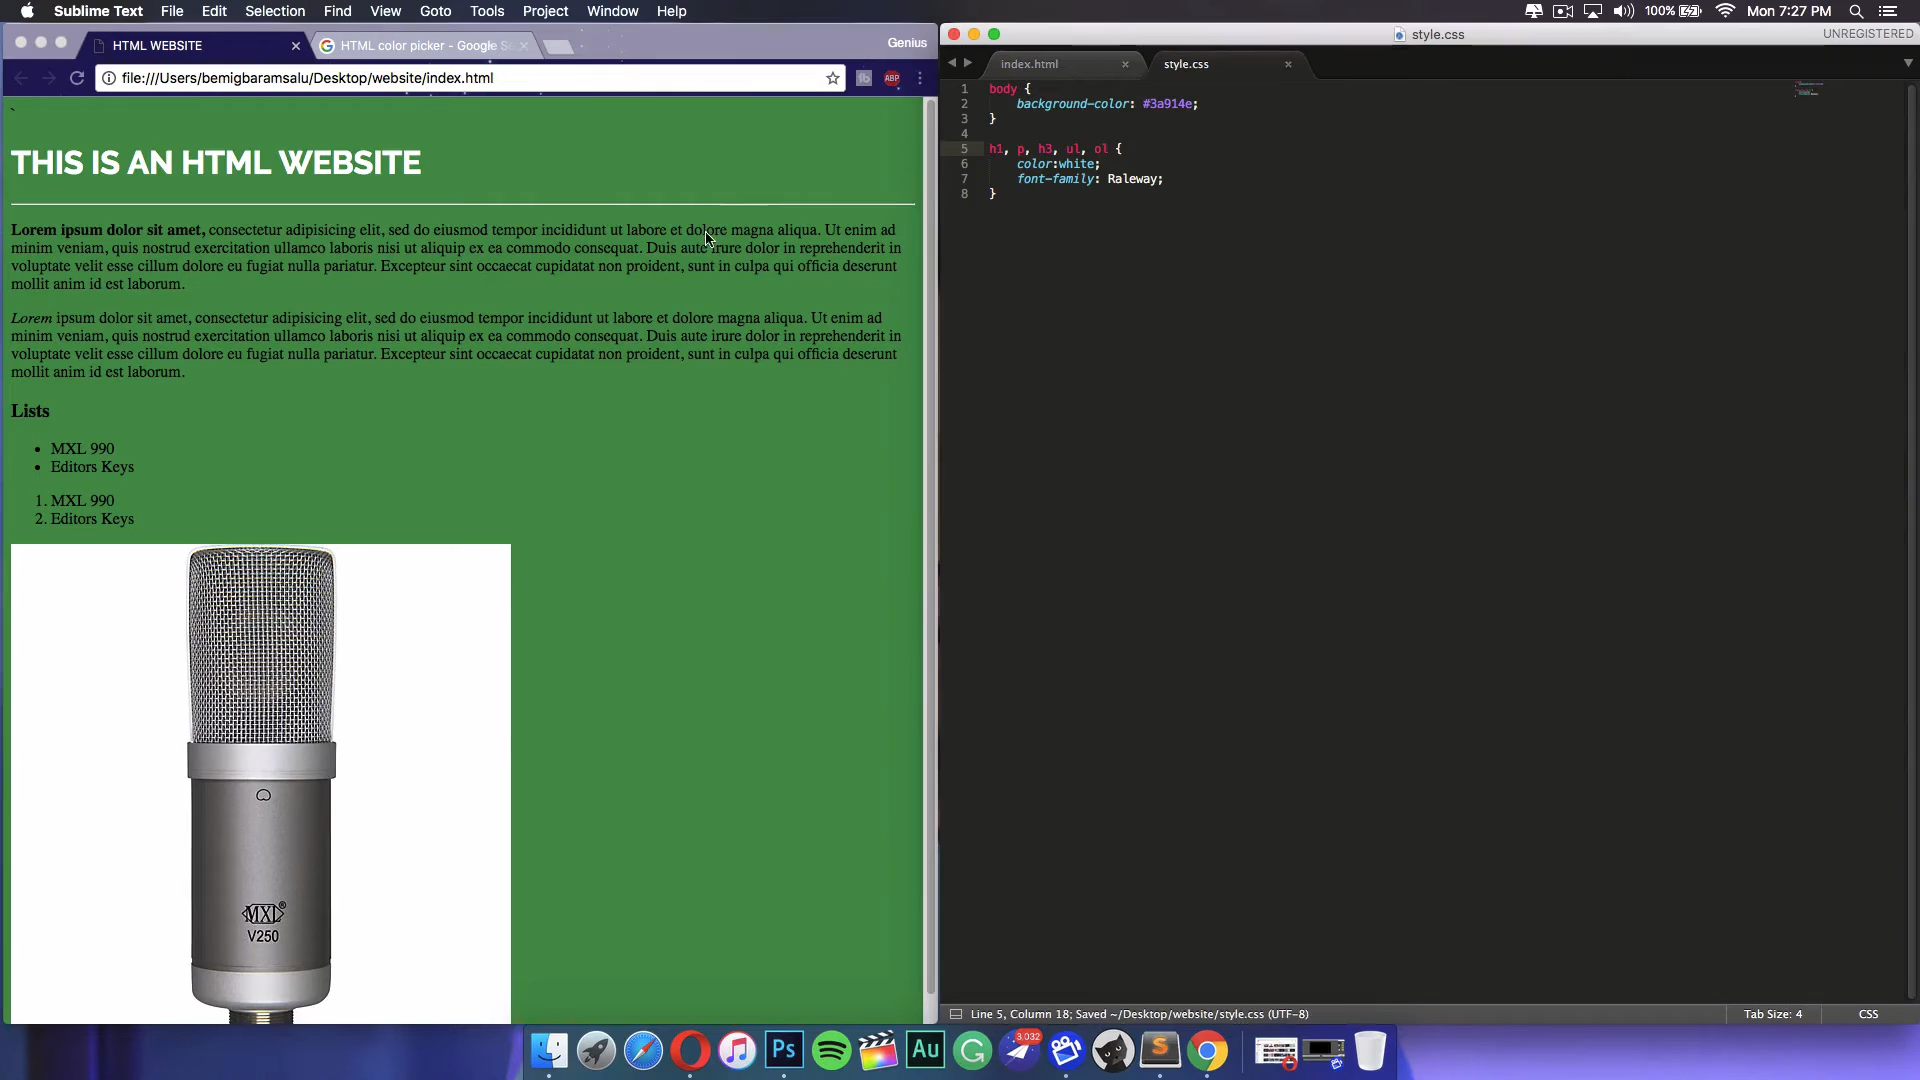 Sublime Text File Edit Selection Find View Goto Tools Project Window Help 100% Mon 7:27 PM
HTML WEBSITE HTML color picker - Google S Genius
file:///Users/bemigbaramsalu/Desktop/website/index.html ABP
`
THIS IS AN HTML WEBSITE
Lorem ipsum dolor sit amet, consectetur adipisicing elit, sed do eiusmod tempor incididunt ut labore et dolore magna aliqua. Ut enim ad
minim veniam, quis nostrud exercitation ullamco laboris nisi ut aliquip ex ea commodo consequat. Duis aute irure dolor in reprehenderit in
voluptate velit esse cillum dolore eu fugiat nulla pariatur. Excepteur sint occaecat cupidatat non proident, sunt in culpa qui officia deserunt
mollit anim id est laborum.
Lorem ipsum dolor sit amet, consectetur adipisicing elit, sed do eiusmod tempor incididunt ut labore et dolore magna aliqua. Ut enim ad
minim veniam, quis nostrud exercitation ullamco laboris nisi ut aliquip ex ea commodo consequat. Duis aute irure dolor in reprehenderit in
voluptate velit esse cillum dolore eu fugiat nulla pariatur. Excepteur sint occaecat cupidatat non proident, sunt in culpa qui officia deserunt
mollit anim id est laborum.
Lists
• MXL 990
• Editors Keys
1. MXL 990
2. Editors Keys
MXL®
V250
style.css UNREGISTERED
index.html style.css
1 body {
2 background-color: #3a914e;
3 }
4
5 h1, p, h3, ul, ol {
6 color:white;
7 font-family: Raleway;
8 }
Line 5, Column 18; Saved ~/Desktop/website/style.css (UTF-8) Tab Size: 4 CSS
Ps Au 3,032 S